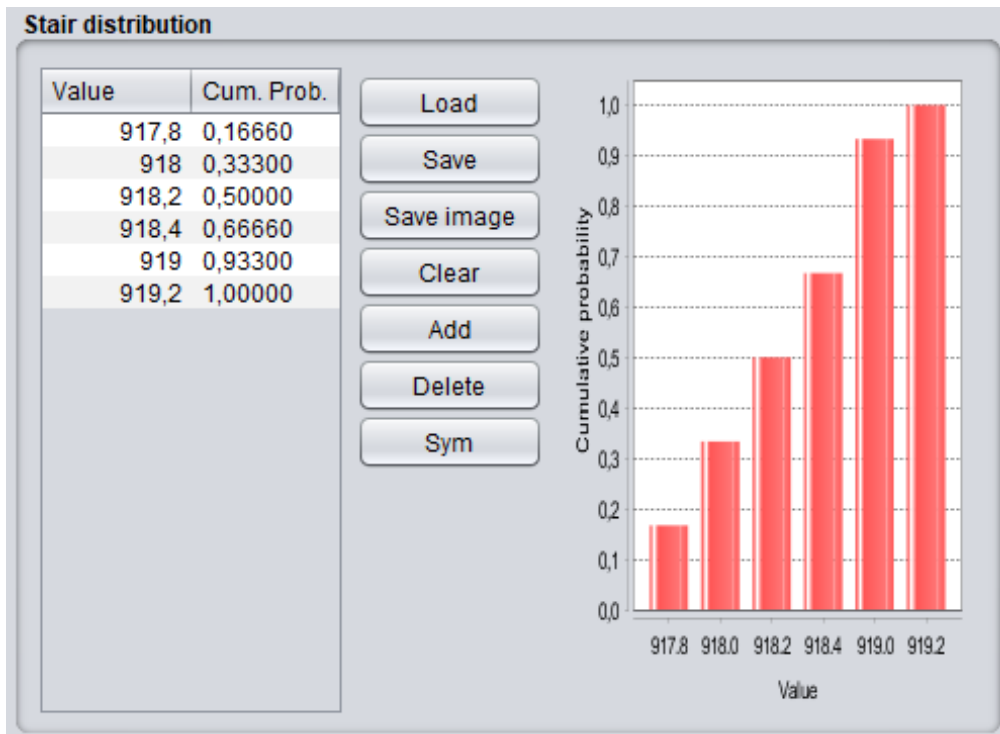 Stair distribution
Value Cum. Prob.
917,8 0,16660
918 0,33300
918,2 0,50000
918,4 0,66660
919 0,93300
919,2 1,00000
Load
Save
Save image
Clear
Add
Delete
Sym
Cumulative probability
1,0
0,9
0,8
0,7
0,6
0,5
0,4
0,3
0,2
0,1
0,0
917.8 918.0 918.2 918.4 919.0 919.2
Value